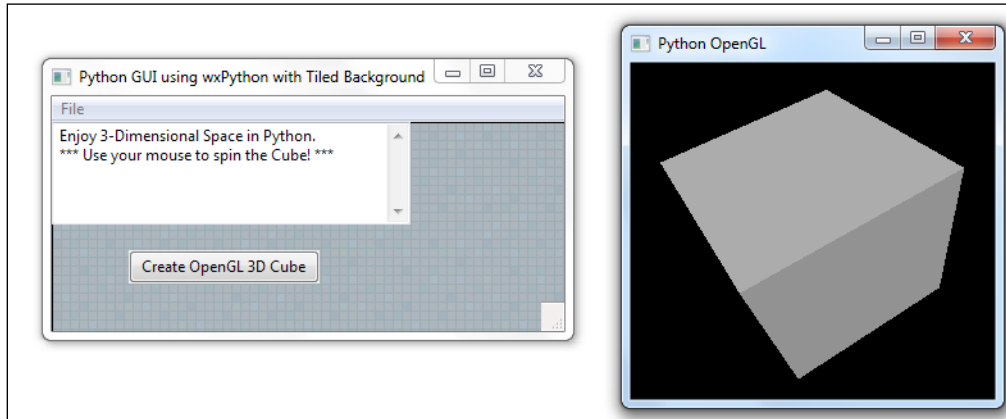 Python GUI using wxPython with Tiled Background
File
Enjoy 3-Dimensional Space in Python.
*** Use your mouse to spin the Cube! ***
Create OpenGL 3D Cube
Python OpenGL